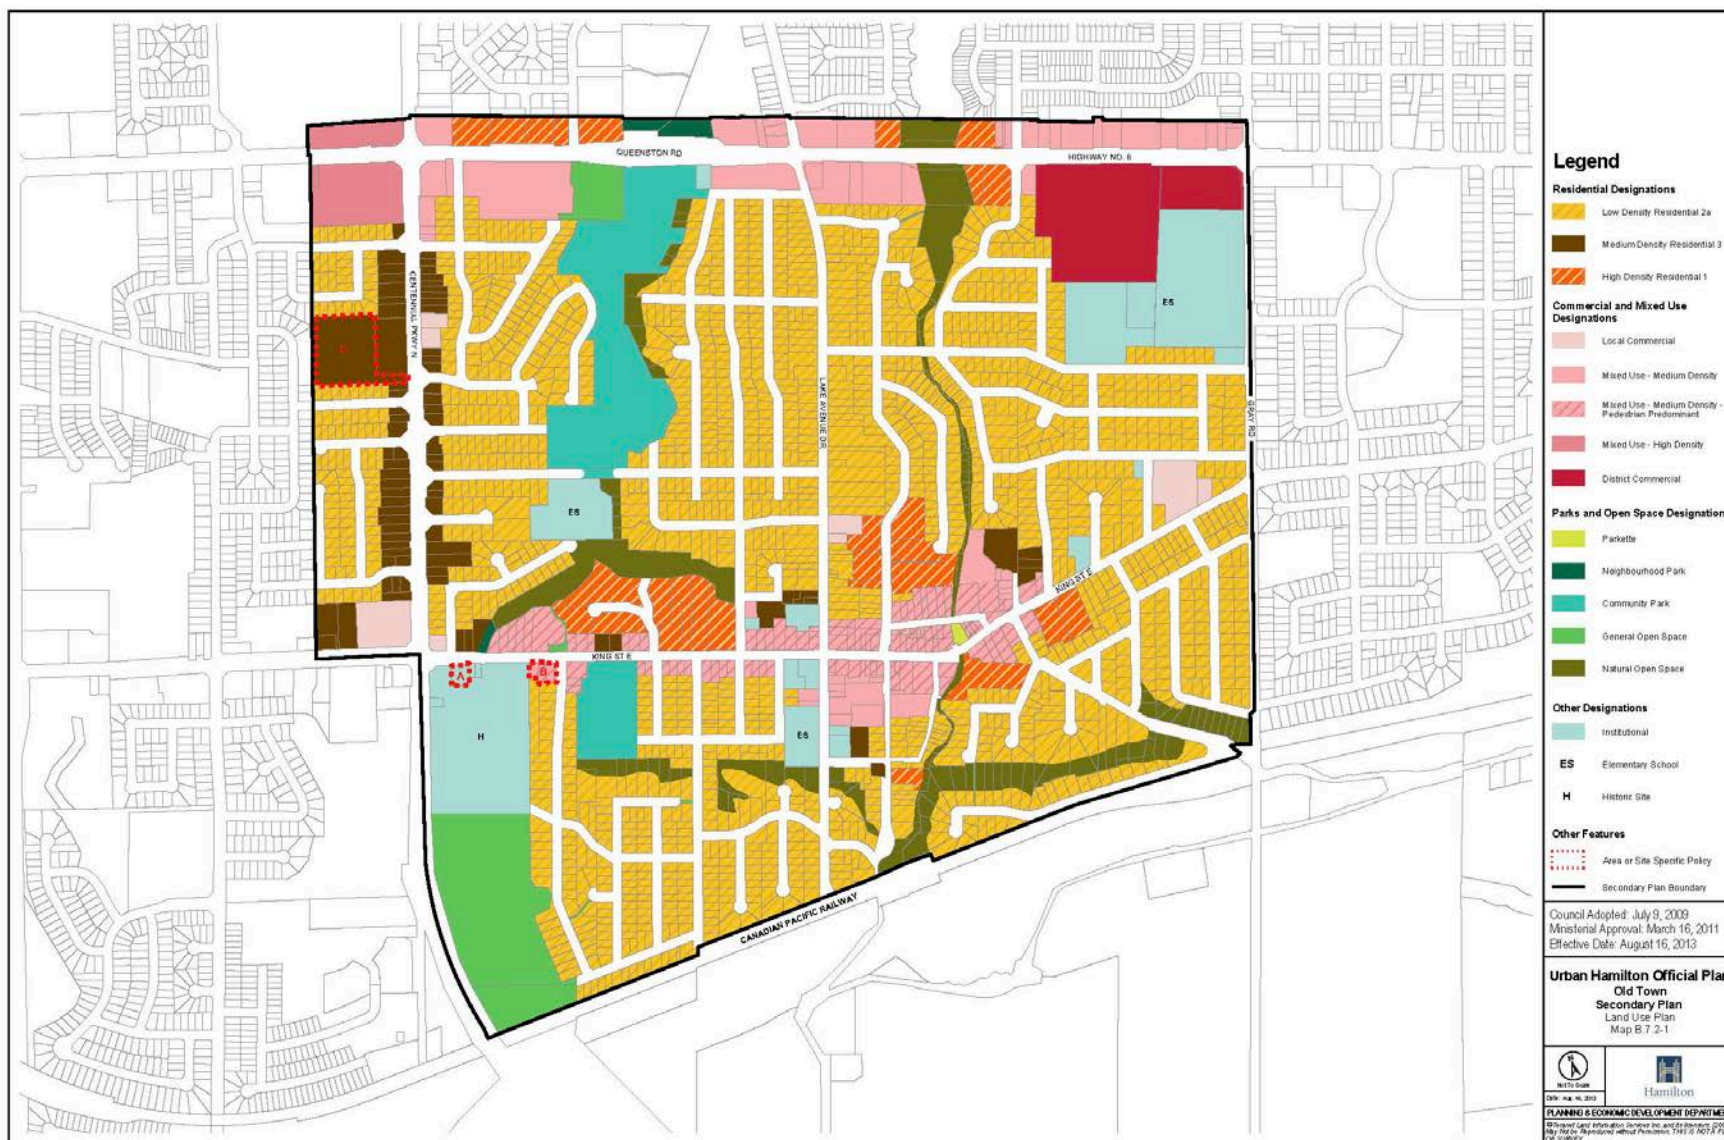 QUEENSTON RD
HIGHWAY NO. 8
CENTENNIAL PKWY N
ES
LAKE AVENUE DR
GRAY RD
ES
KING ST E
KING ST E
A
B
H
ES
CANADIAN PACIFIC RAILWAY
Legend
Residential Designations
Low Density Residential 2a
Medium Density Residential 3
High Density Residential 1
Commercial and Mixed Use
Designations
Local Commercial
Mixed Use - Medium Density
Mixed Use - Medium Density -
Pedestrian Predominant
Mixed Use - High Density
District Commercial
Parks and Open Space Designation
Parkette
Neighbourhood Park
Community Park
General Open Space
Natural Open Space
Other Designations
Institutional
ES Elementary School
H Historic Site
Other Features
Area or Site Specific Policy
Secondary Plan Boundary
Council Adopted: July 9, 2009
Ministerial Approval: March 16, 2011
Effective Date: August 16, 2013
Urban Hamilton Official Plan
Old Town
Secondary Plan
Land Use Plan
Map B.7.2-1
N
Not To Scale
Date: Aug. 16, 2013
Hamilton
PLANNING & ECONOMIC DEVELOPMENT DEPARTME